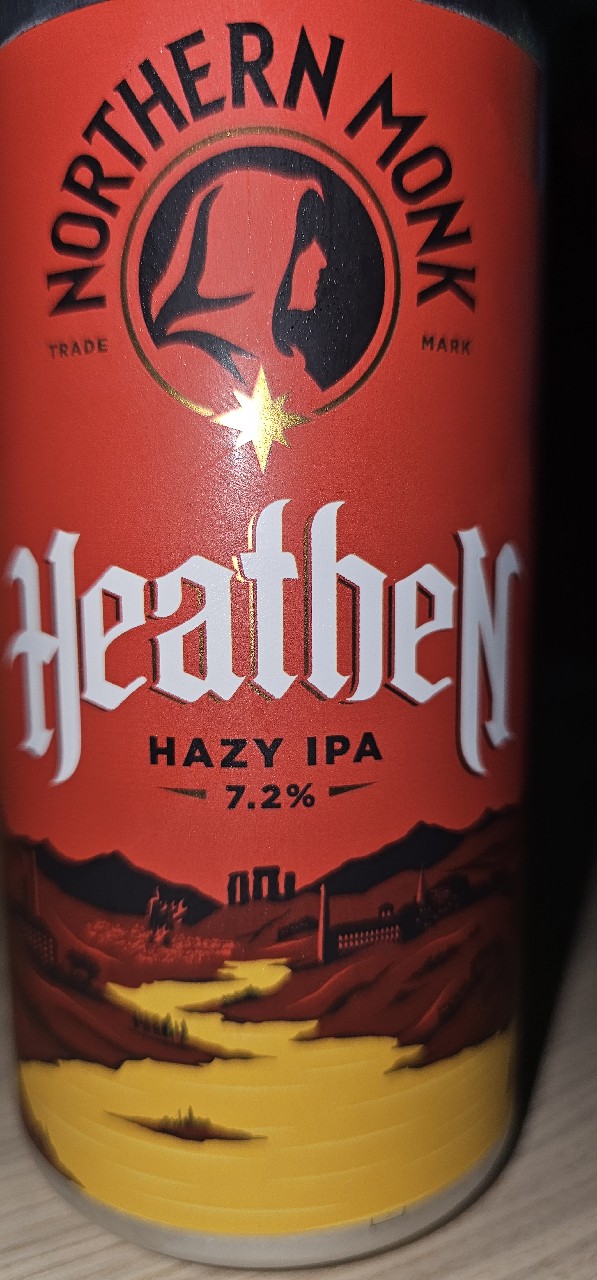 NORTHERN MONK
TRADE MARK
HeatheN
HAZY IPA
7.2%